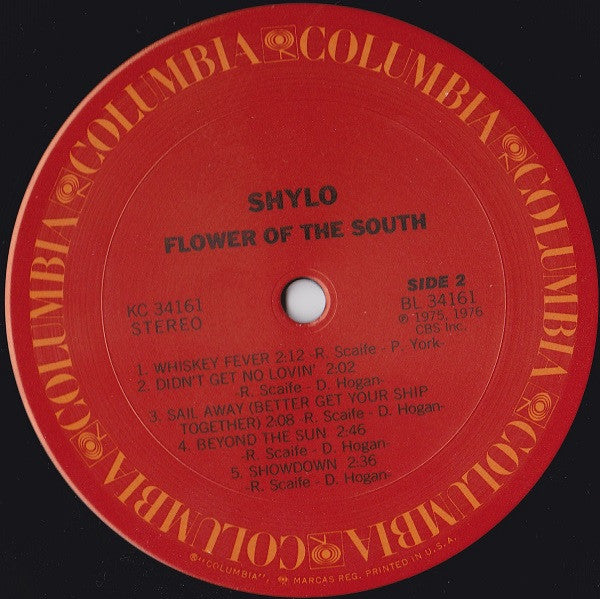 COLUMBIA COLUMBIA COLUMBIA COLUMBIA COLUMBIA COLUMBIA
SHYLO
FLOWER OF THE SOUTH
KC 34161
STEREO
SIDE 2
BL 34161
℗ 1975, 1976
CBS Inc.
1. WHISKEY FEVER 2:12 -R. Scaife - P. York-
2. DIDN'T GET NO LOVIN' 2:02
-R. Scaife - D. Hogan-
3. SAIL AWAY (BETTER GET YOUR SHIP
TOGETHER) 2:08 -R. Scaife - D. Hogan-
4. BEYOND THE SUN 2:46
-R. Scaife - D. Hogan-
5. SHOWDOWN 2:36
-R. Scaife - D. Hogan-
®"COLUMBIA", MARCAS REG. PRINTED IN U.S.A.